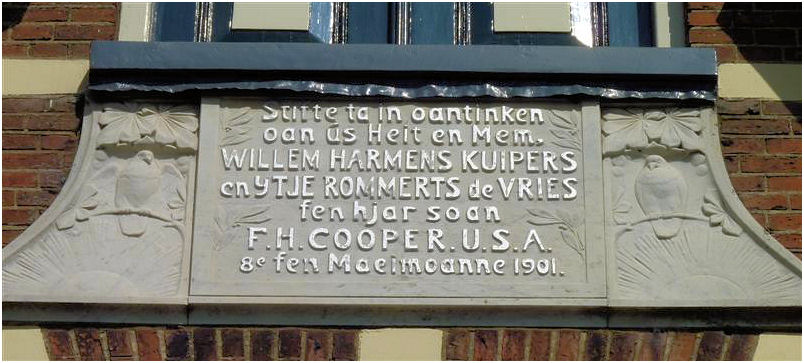 Stifte ta in oantinken
oan ús Heit en Mem.
WILLEM HARMENS KUIPERS
en YTJE ROMMERTS de VRIES
fen hjar soan
F.H. COOPER. U.S.A.
8e fen Maeimoanne 1901.